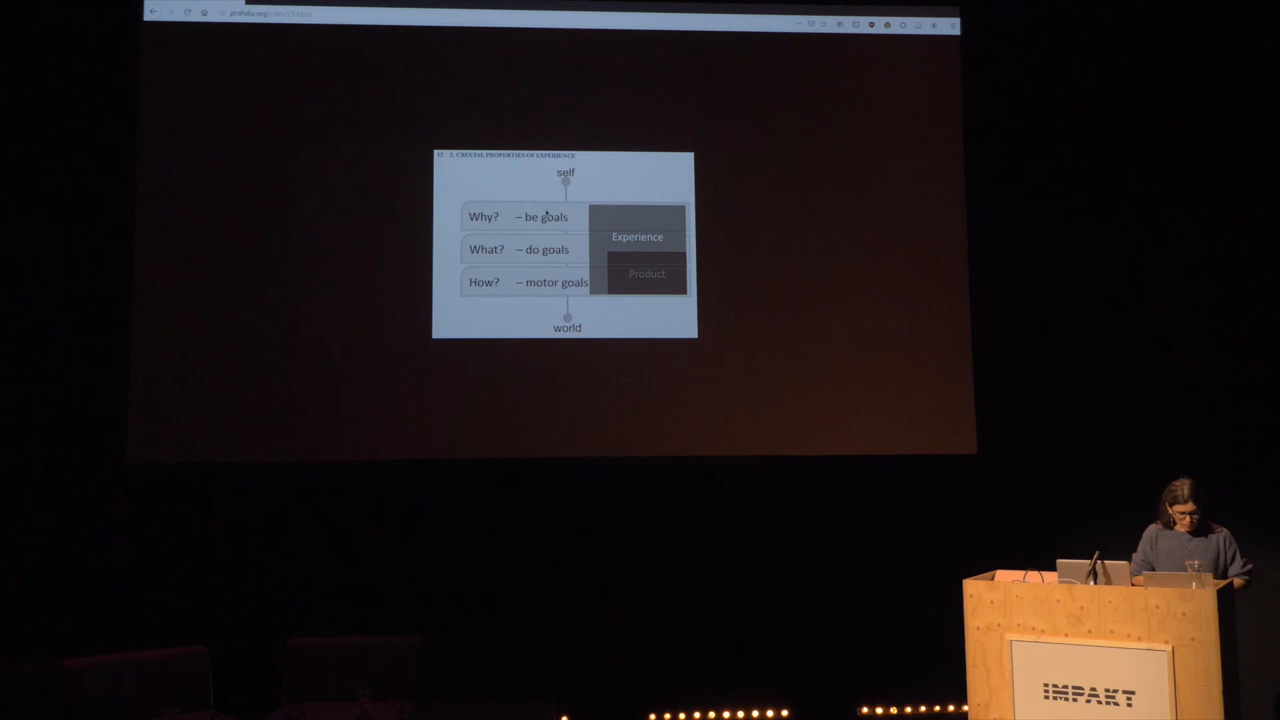 12 2. CRUCIAL PROPERTIES OF EXPERIENCE
self
Why? – be goals
Experience
What? – do goals
Product
How? – motor goals
world
IMPAKT